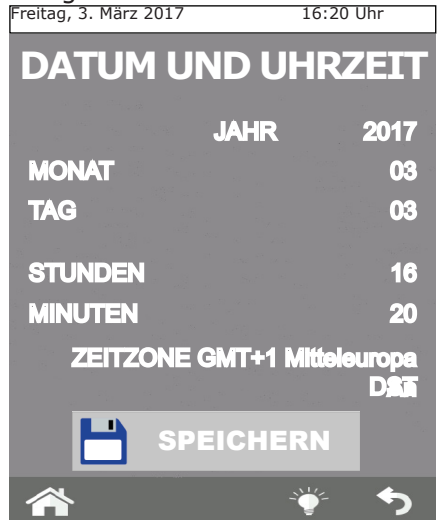 Freitag, 3. März 2017 16:20 Uhr
DATUM UND UHRZEIT
JAHR 2017
MONAT 03
TAG 03
STUNDEN 16
MINUTEN 20
ZEITZONE GMT+1 Mitteleuropa
DST
SPEICHERN